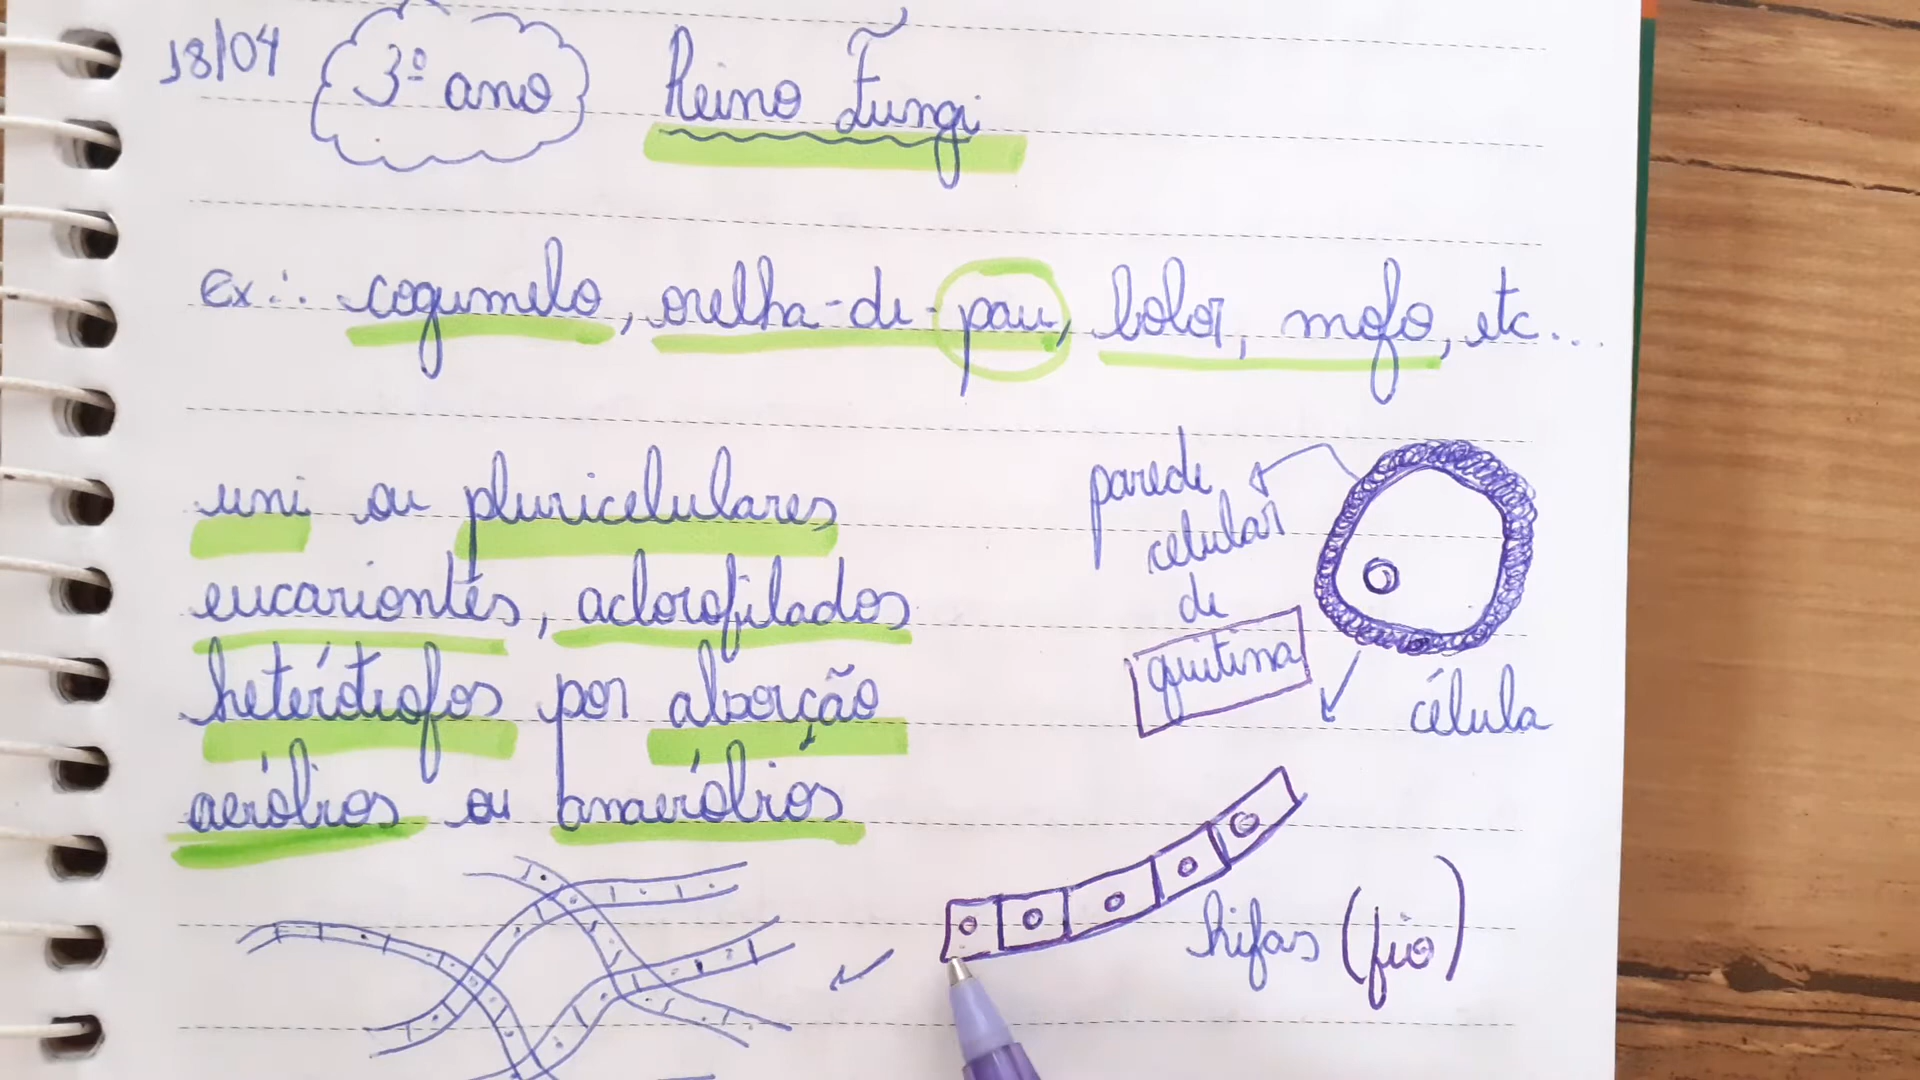 18/04 3º ano Reino Fungi
Ex:. cogumelo, orelha-de-pau, bolor, mofo, etc...
uni ou pluricelulares
eucariontes, aclorofilados
heterótrofos por absorção
aeróbios ou anaeróbios
parede
celular
de
quitina
célula
hifas (fio)